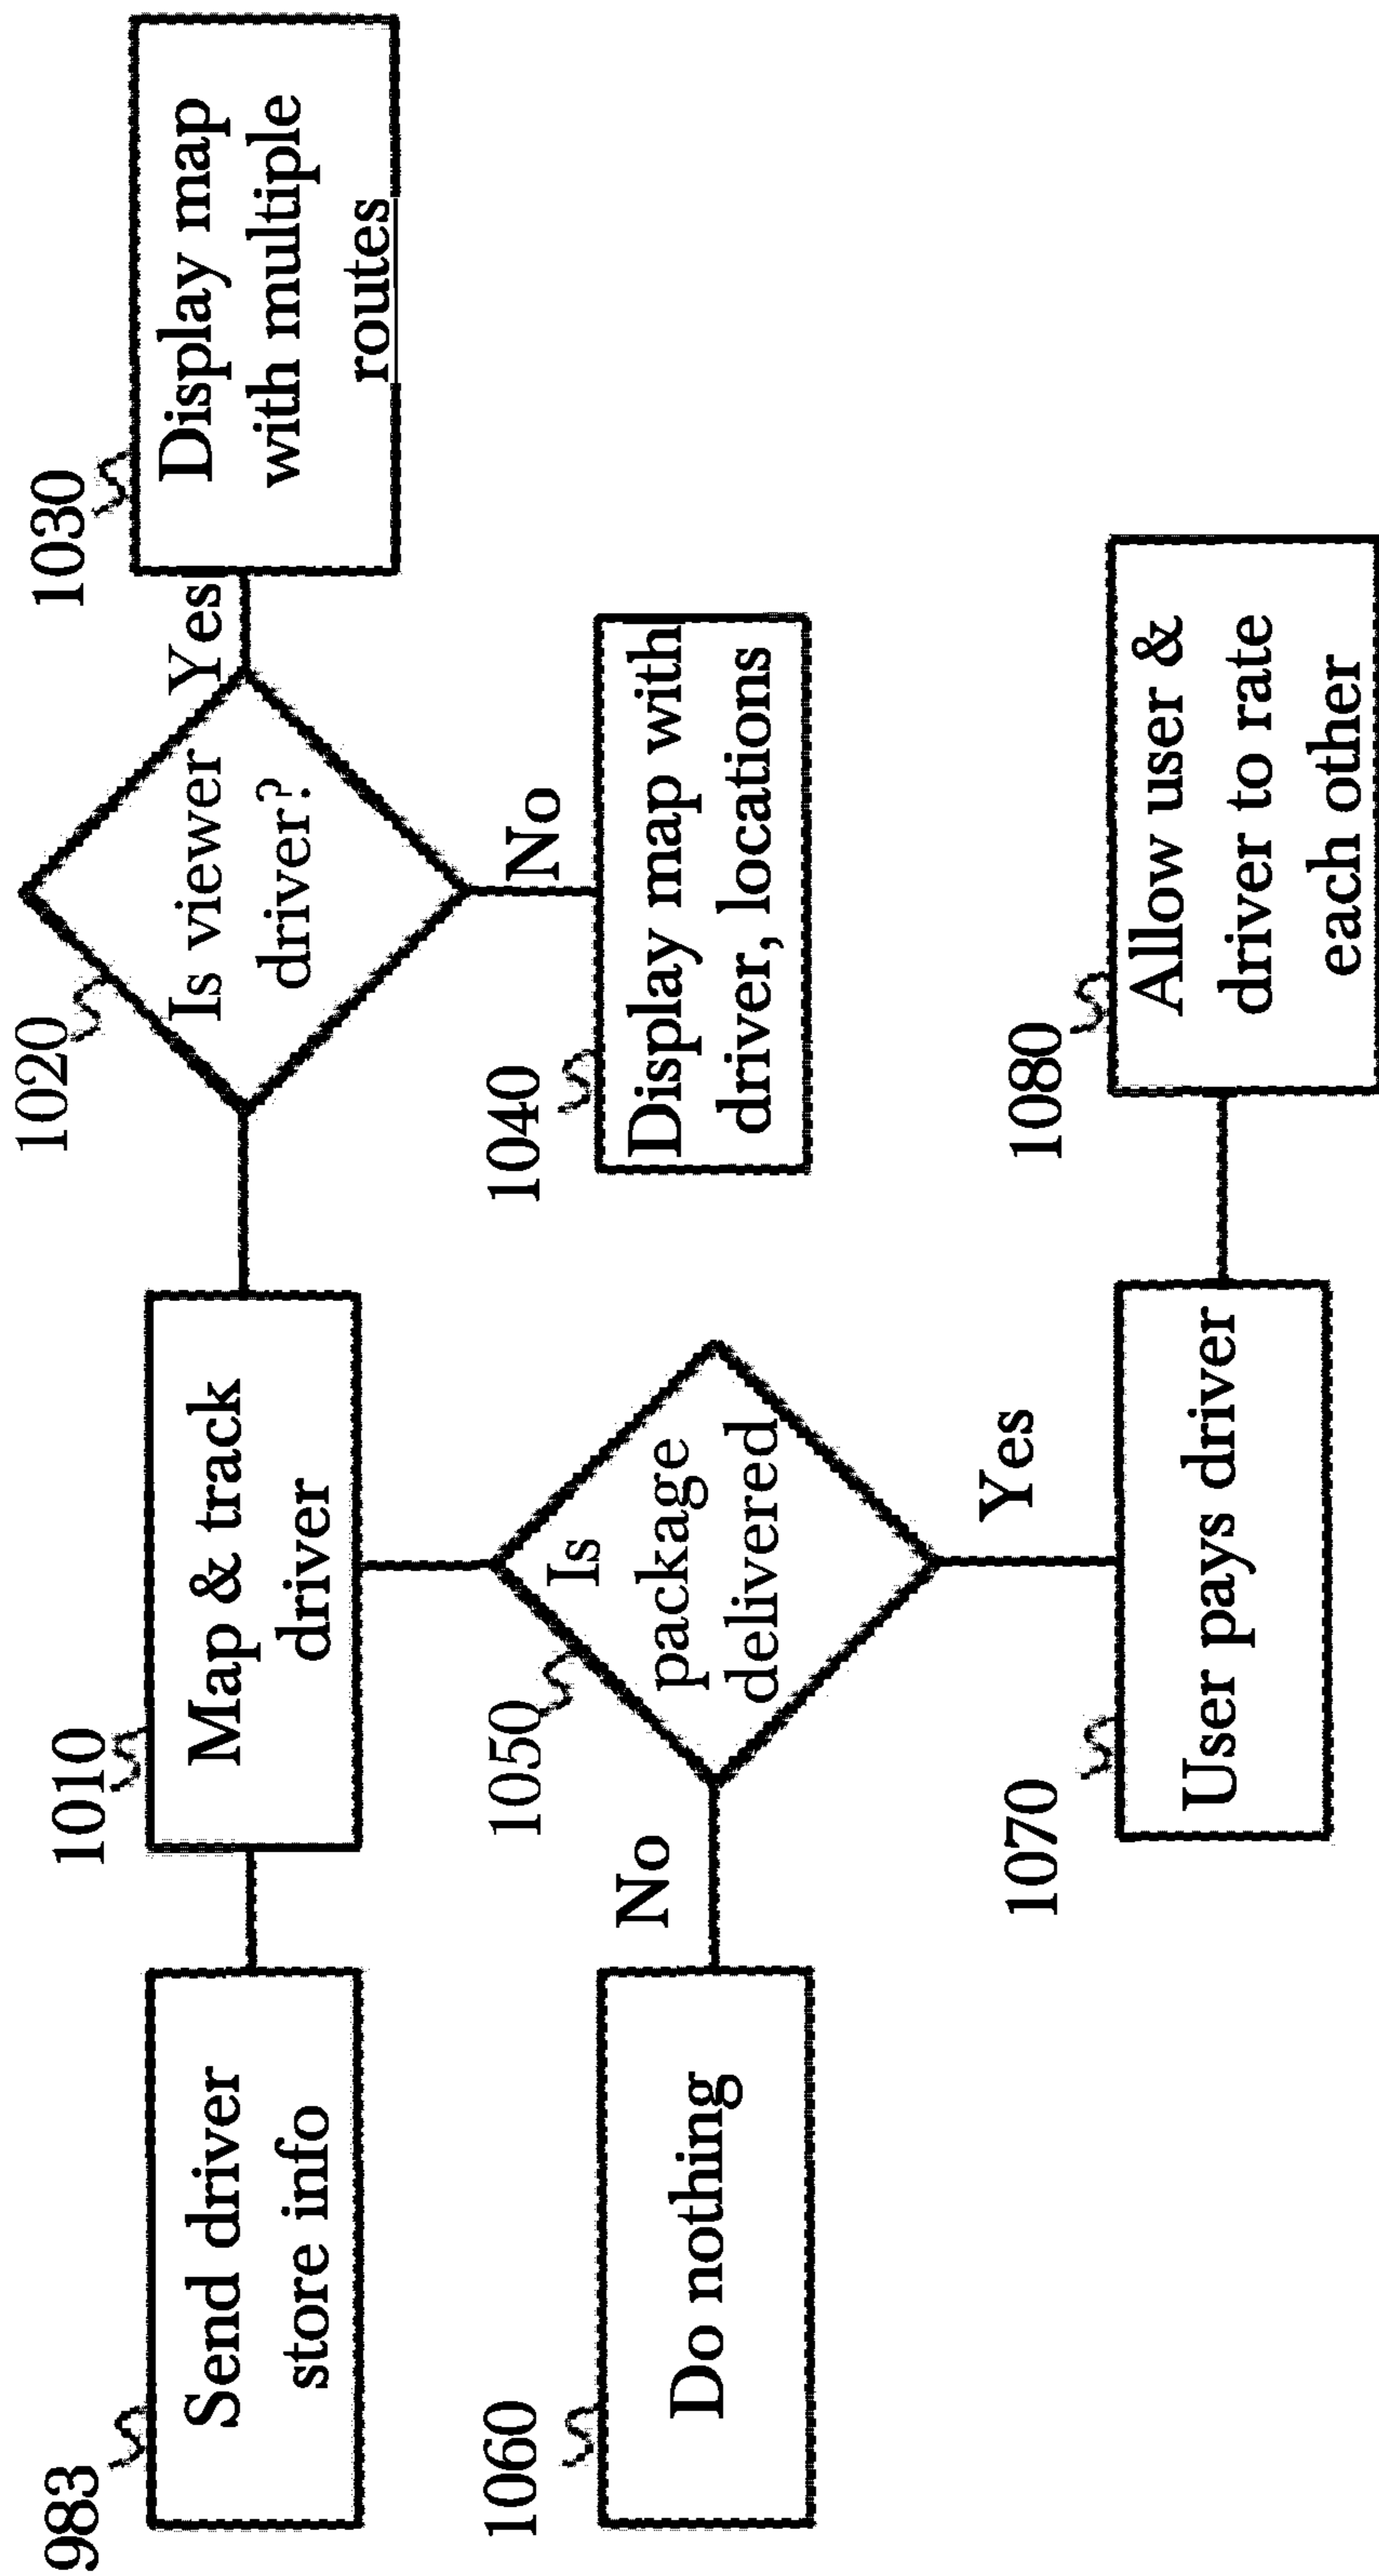 983
Send driver
store info
1010
Map & track
driver
1020
Is viewer
driver?
Yes
1030
Display map
with multiple
routes
No
1040
Display map with
driver, locations
1050
Is
package
delivered
No
1060
Do nothing
Yes
1070
User pays driver
1080
Allow user &
driver to rate
each other